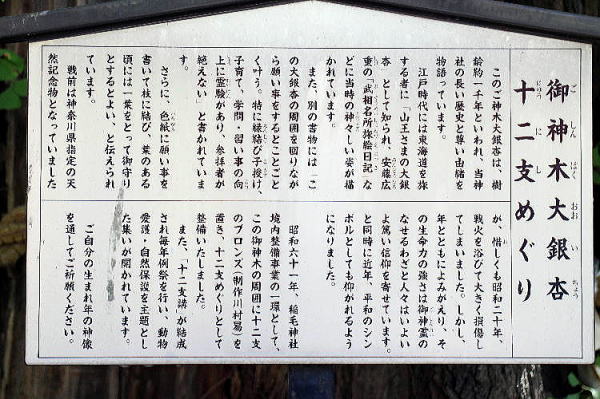 御神木大銀杏
十二支めぐり
このご神木大銀杏は、樹
齢約一千年といわれ、当神
社の長い歴史と尊い由緒を
物語っています。
江戸時代には東海道を旅
する者に「山王さまの大銀
杏」として知られ、安藤広
重の「武相名所旅絵日記」な
どに当時の神々しい姿が描
かれています。
また、別の書物には「こ
の大銀杏の周囲を回りなが
ら願い事をするとことごと
く叶う。特に縁結び子授け、
子育て、学問・習い事の向
上に霊験があり、参拝者が
絶えない」と書かれていま
す。
さらに、色紙に願い事を
書いて枝に結び、葉のある
頃には一葉をとって御守り
とするとよい、と伝えられ
ています。
戦前は神奈川県指定の天
然記念物となっていました
が、惜しくも昭和二十年、
戦火を浴びて大きく損傷し
てしまいました。しかし、
年とともによみがえり、そ
の生命力の強さは御神霊の
なせるわざと人々はいよい
よ篤い信仰を寄せています。
と同時に近年、平和のシン
ボルとしても仰がれるよう
になりました。
昭和六十一年、稲毛神社
境内整備事業の一環として、
この御神木の周囲に十二支
のブロンズ(制作川村易)を
置き、十二支めぐりとして
整備いたしました。
また、「十二支講」が結成
され毎年例祭を行い、動物
愛護・自然保護を主題とし
た集いが開かれています。
ご自分の生まれ年の神像
を通してご祈願ください。